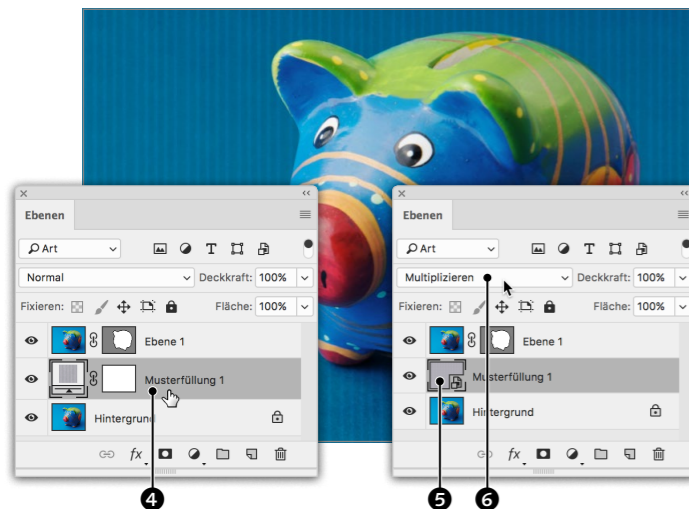 Ebenen
Art
Normal
Deckkraft: 100%
Fixieren:
Fläche: 100%
Ebene 1
Musterfüllung 1
Hintergrund
fx
4
Ebenen
Art
Multiplizieren
Deckkraft: 100%
Fixieren:
Fläche: 100%
Ebene 1
Musterfüllung 1
Hintergrund
fx
5
6